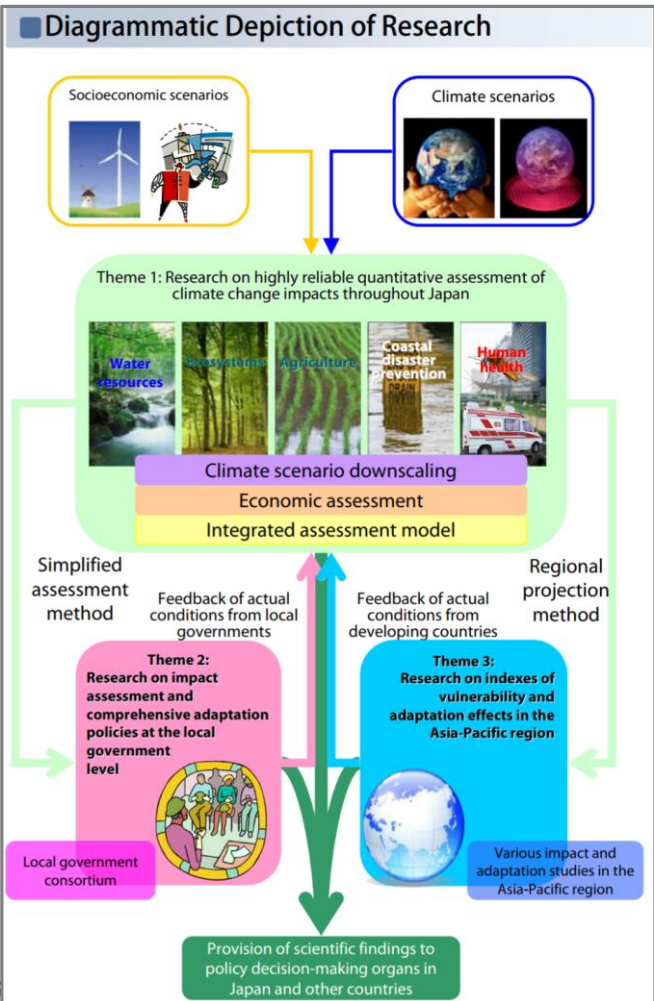 Diagrammatic Depiction of Research
Socioeconomic scenarios
Climate scenarios
Theme 1: Research on highly reliable quantitative assessment of
climate change impacts throughout Japan
Water
resources
Ecosystems
Agriculture
Coastal
disaster
prevention
DRAIN
Human
health
Climate scenario downscaling
Economic assessment
Integrated assessment model
Simplified
assessment
method
Feedback of actual
conditions from local
governments
Feedback of actual
conditions from
developing countries
Regional
projection
method
Theme 2:
Research on impact
assessment and
comprehensive adaptation
policies at the local
government
level
Theme 3:
Research on indexes of
vulnerability and
adaptation effects in the
Asia-Pacific region
Local government
consortium
Various impact and
adaptation studies in the
Asia-Pacific region
Provision of scientific findings to
policy decision-making organs in
Japan and other countries